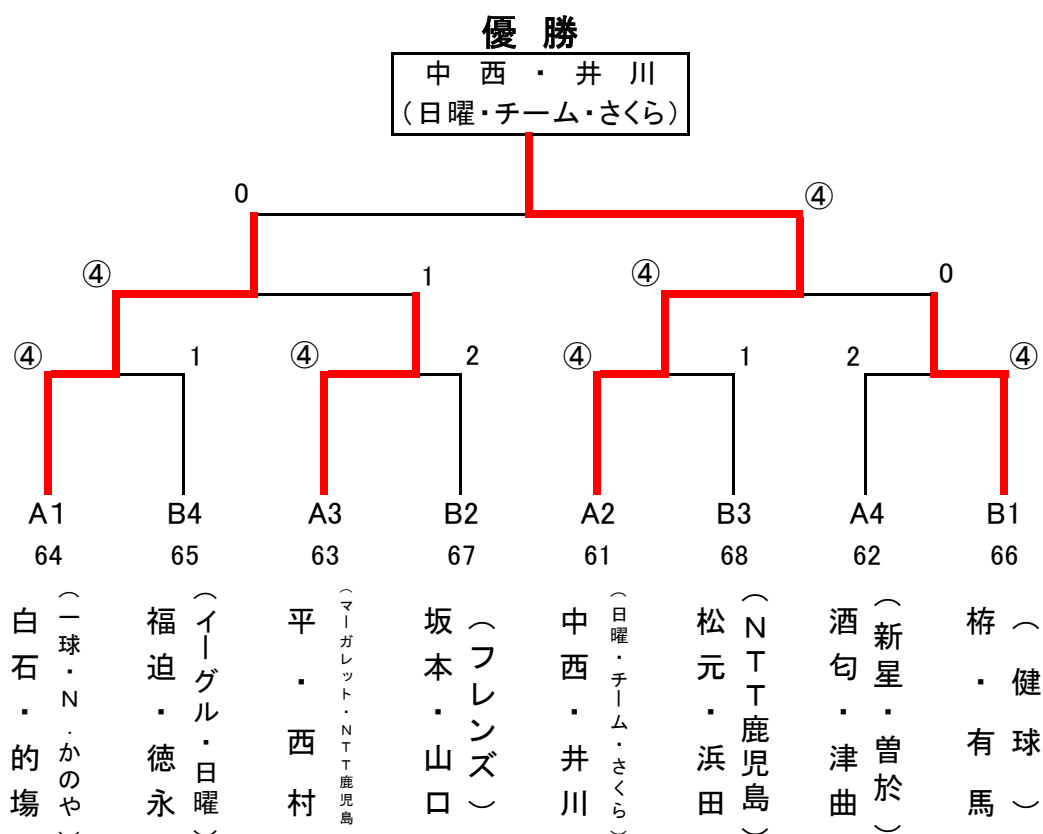 優 勝
中 西 ・ 井 川
（日曜・チーム・さくら）
0
④
④
1
④
0
④
1
④
2
④
1
2
④
A1
B4
A3
B2
A2
B3
A4
B1
64
65
63
67
61
68
62
66
白石・的場
（一球・N.かのや）
福迫・徳永
（イーグル・日曜）
平・西村
（マーガレット・NTT鹿児島
坂本・山口
（フレンズ）
中西・井川
（日曜・チーム・さくら）
松元・浜田
（NTT鹿児島）
酒匂・津曲
（新星・曽於）
栫・有馬
（健球）